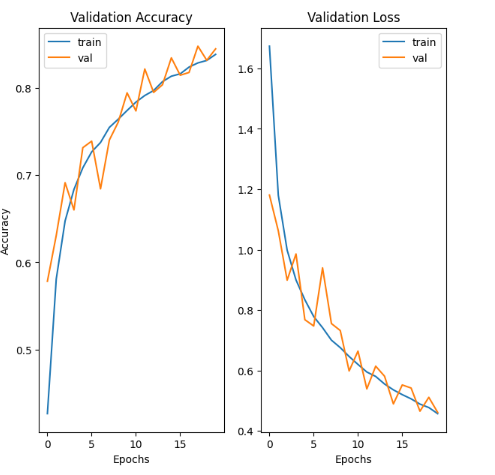 Validation Accuracy
train
val
0.8
0.7
0.6
0.5
Accuracy
0 5 10 15
Epochs
Validation Loss
train
val
1.6
1.4
1.2
1.0
0.8
0.6
0.4
0 5 10 15
Epochs